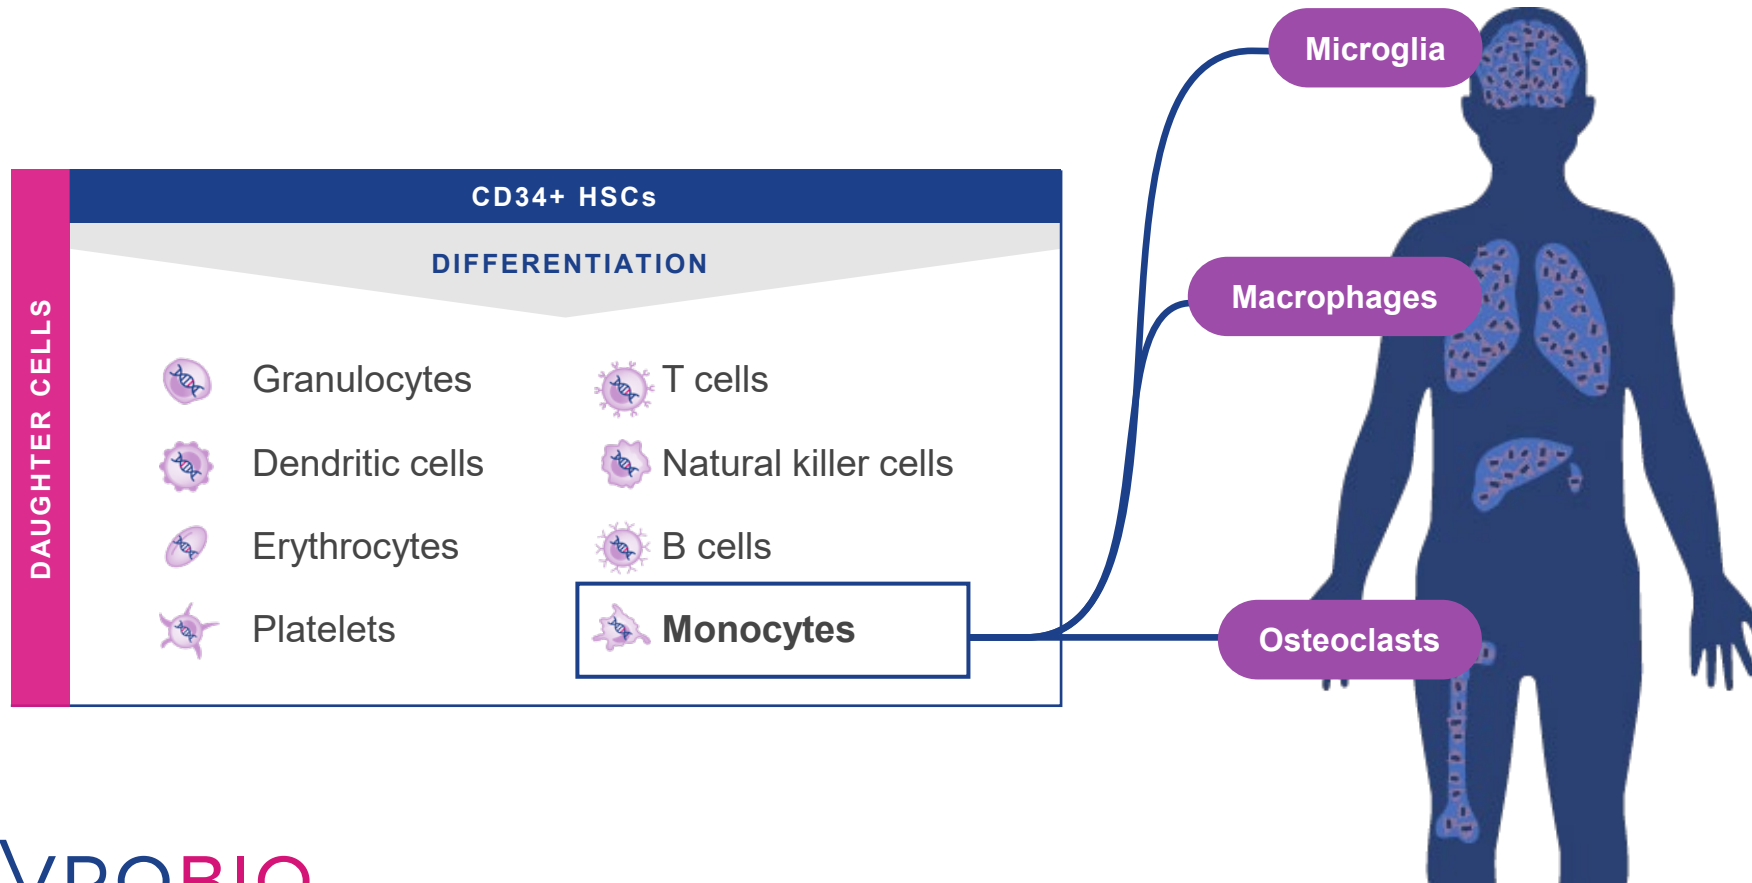 Microglia
CD34+ HSCs
DIFFERENTIATION
Macrophages
DAUGHTER CELLS
Granulocytes
T cells
Dendritic cells
Natural killer cells
Erythrocytes
B cells
Platelets
Monocytes
Osteoclasts